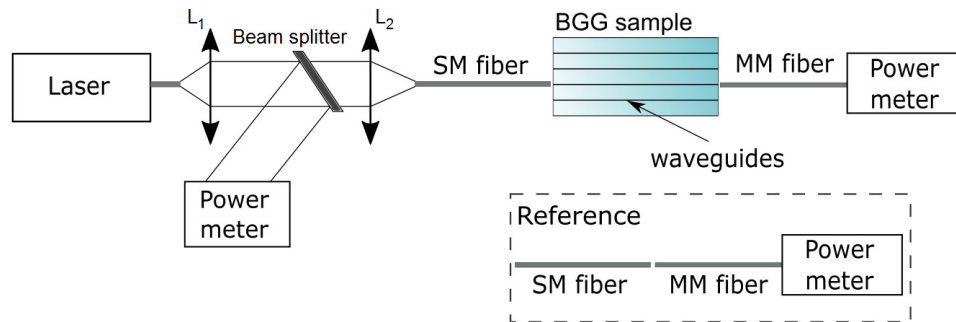 L1
L2
Beam splitter
BGG sample
Laser
SM fiber
MM fiber
Power
meter
waveguides
Power
meter
Reference
Power
meter
SM fiber
MM fiber